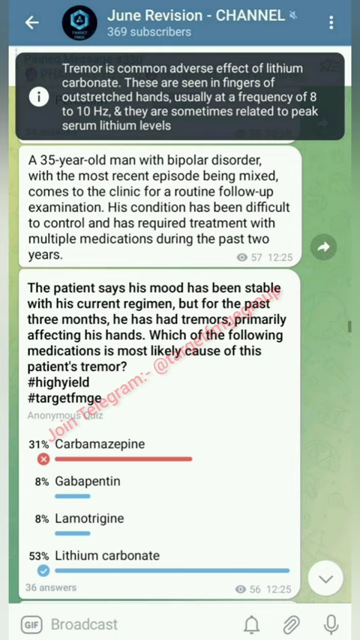 June Revision - CHANNEL
369 subscribers
Tremor is common adverse effect of lithium
carbonate. These are seen in fingers of
outstretched hands, usually at a frequency of 8
to 10 Hz, & they are sometimes related to peak
serum lithium levels
A 35-year-old man with bipolar disorder,
with the most recent episode being mixed,
comes to the clinic for a routine follow-up
examination. His condition has been difficult
to control and has required treatment with
multiple medications during the past two
years.
57 12:25
The patient says his mood has been stable
with his current regimen, but for the past
three months, he has had tremors, primarily
affecting his hands. Which of the following
medications is most likely cause of this
patient's tremor?
#highyield
#targetfmge
Anonymous Quiz
31% Carbamazepine
8% Gabapentin
8% Lamotrigine
53% Lithium carbonate
36 answers
56 12:25
Join Telegram:- @targetfmgegroup
GIF Broadcast